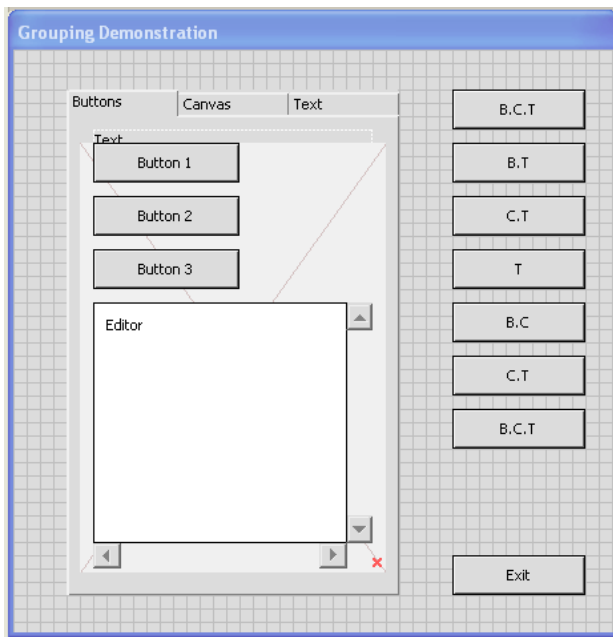 Grouping Demonstration
Buttons Canvas Text
Text
Button 1
Button 2
Button 3
Editor
B.C.T
B.T
C.T
T
B.C
C.T
B.C.T
Exit